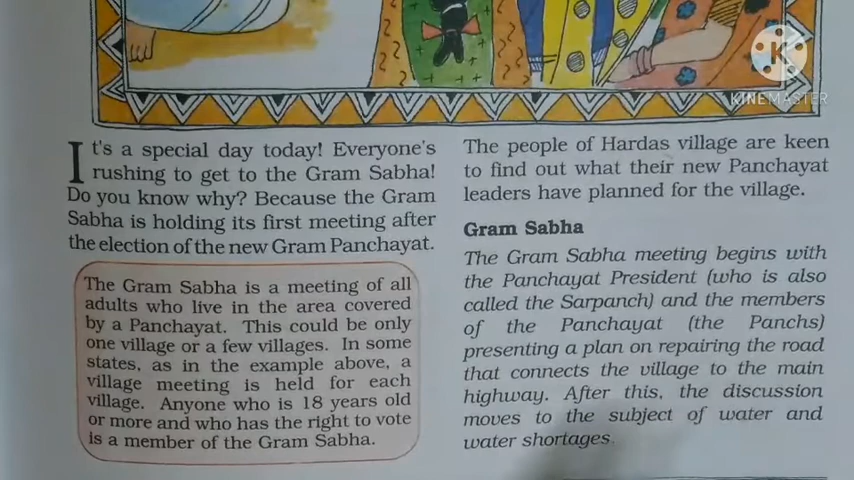 K
KINEMASTER
It's a special day today! Everyone's
rushing to get to the Gram Sabha!
Do you know why? Because the Gram
Sabha is holding its first meeting after
the election of the new Gram Panchayat.
The Gram Sabha is a meeting of all
adults who live in the area covered
by a Panchayat. This could be only
one village or a few villages. In some
states, as in the example above, a
village meeting is held for each
village. Anyone who is 18 years old
or more and who has the right to vote
is a member of the Gram Sabha.
The people of Hardas village are keen
to find out what their new Panchayat
leaders have planned for the village.
Gram Sabha
The Gram Sabha meeting begins with
the Panchayat President (who is also
called the Sarpanch) and the members
of the Panchayat (the Panchs)
presenting a plan on repairing the road
that connects the village to the main
highway. After this, the discussion
moves to the subject of water and
water shortages.